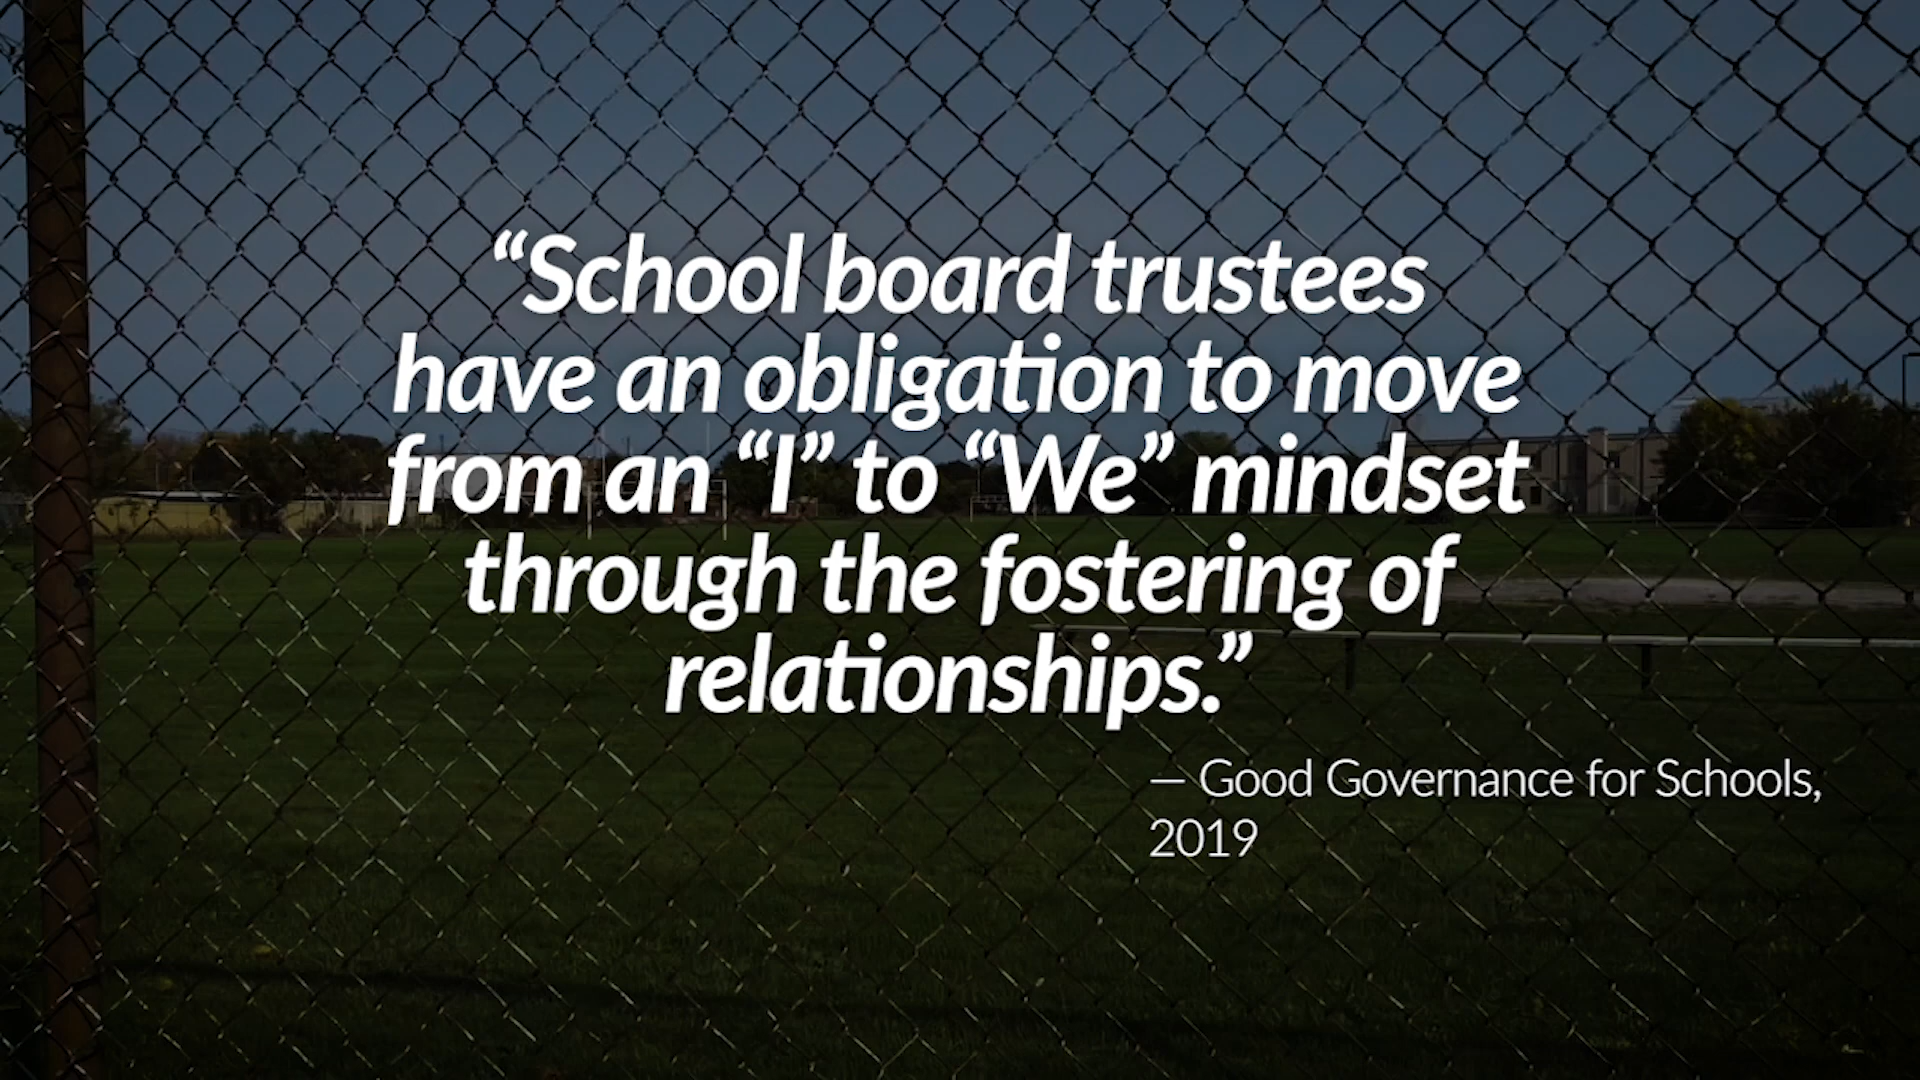 “School board trustees
have an obligation to move
from an “I” to “We” mindset
through the fostering of
relationships.”
— Good Governance for Schools,
2019